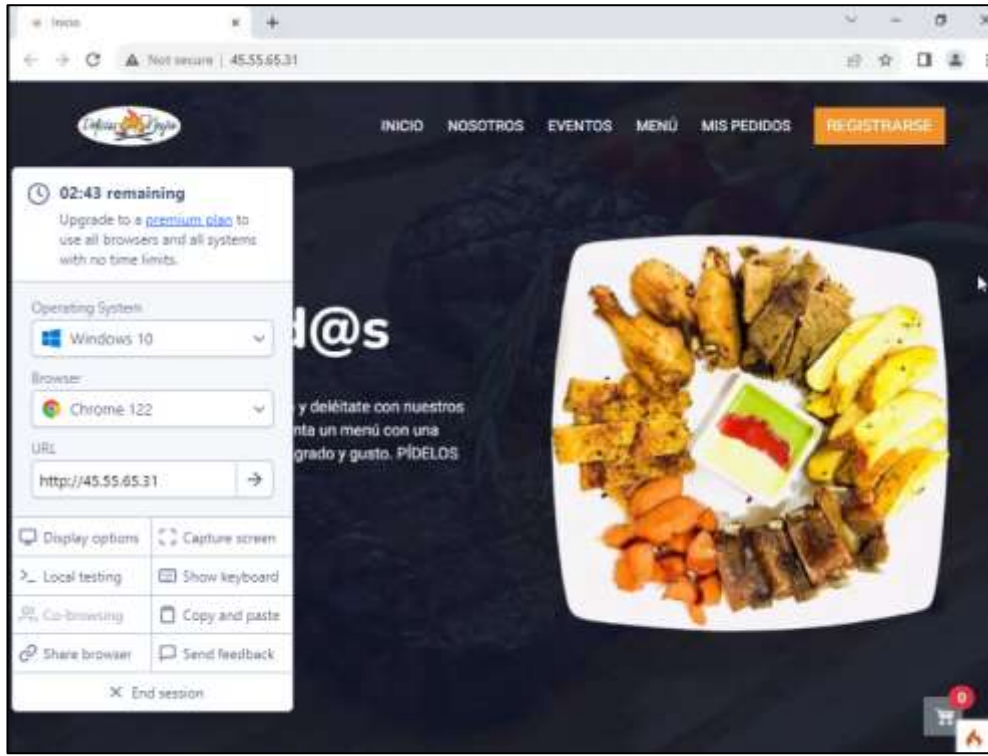 Inicio
Not secure | 45.55.65.31
INICIO NOSOTROS EVENTOS MENÚ MIS PEDIDOS REGISTRARSE
02:43 remaining
Upgrade to a premium plan to
use all browsers and all systems
with no time limits.
Operating System
Windows 10
Browser
Chrome 122
URL
http://45.55.65.31
Display options
Capture screen
Local testing
Show keyboard
Co-browsing
Copy and paste
Share browser
Send feedback
End session
d@s
y deléitate con nuestros
nta un menú con una
grado y gusto. PÍDELOS
0